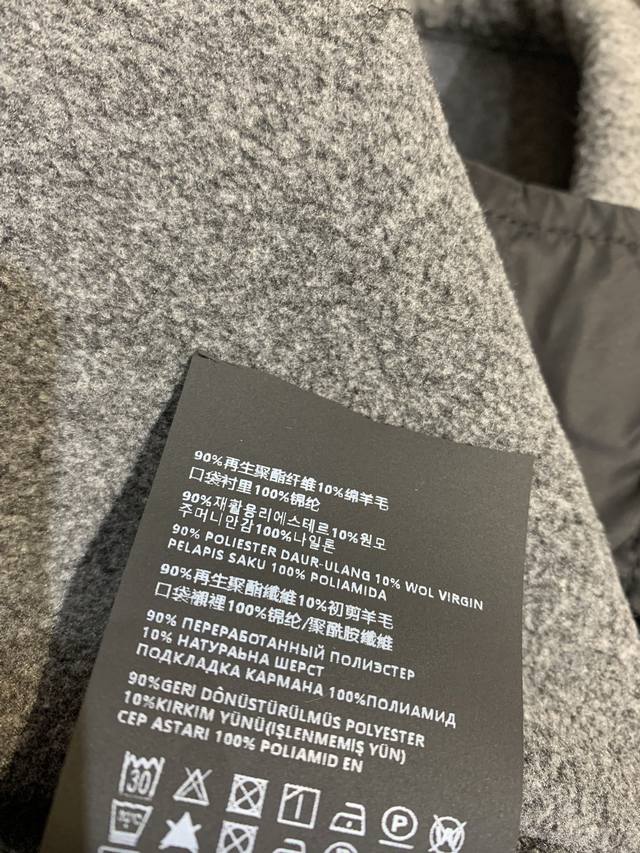 90%再生聚酯纤维10%绵羊毛
口袋衬里100%锦纶
90%재활용리에스테르10%원모
주머니안감100%나일론
90% POLIESTER DAUR-ULANG 10% WOL VIRGIN
PELAPIS SAKU 100% POLIAMIDA
90%再生聚酯纖維10%初剪羊毛
口袋襯裡100%锦纶/聚酰胺纖維
90% ПЕРЕРАБОТАННЫЙ ПОЛИЭСТЕР
10% НАТУРАЬНА ШЕРСТ
ПОДКЛАДКА КАРМАНА 100%ПОЛИАМИД
90%GERI DÔNÜSTÜRÜLMÜS POLYESTER
10%KIRKIM YÜNÜ(IŞLENMEMIŞ YÜN)
CEP ASTARI 100% POLIAMID EN
30
P
W